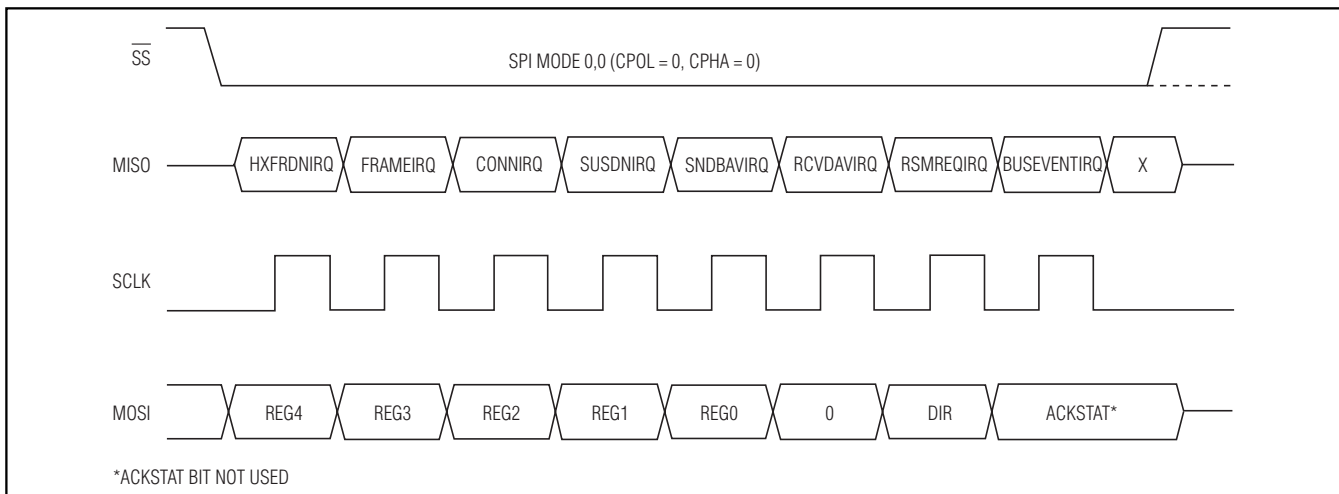 SS
SPI MODE 0,0 (CPOL = 0, CPHA = 0)
MISO HXFRDNIRQ FRAMEIRQ CONNIRQ SUSDNIRQ SNDBAVIRQ RCVDAVIRQ RSMREQIRQ BUSEVENTIRQ X
SCLK
MOSI REG4 REG3 REG2 REG1 REG0 0 DIR ACKSTAT*
*ACKSTAT BIT NOT USED